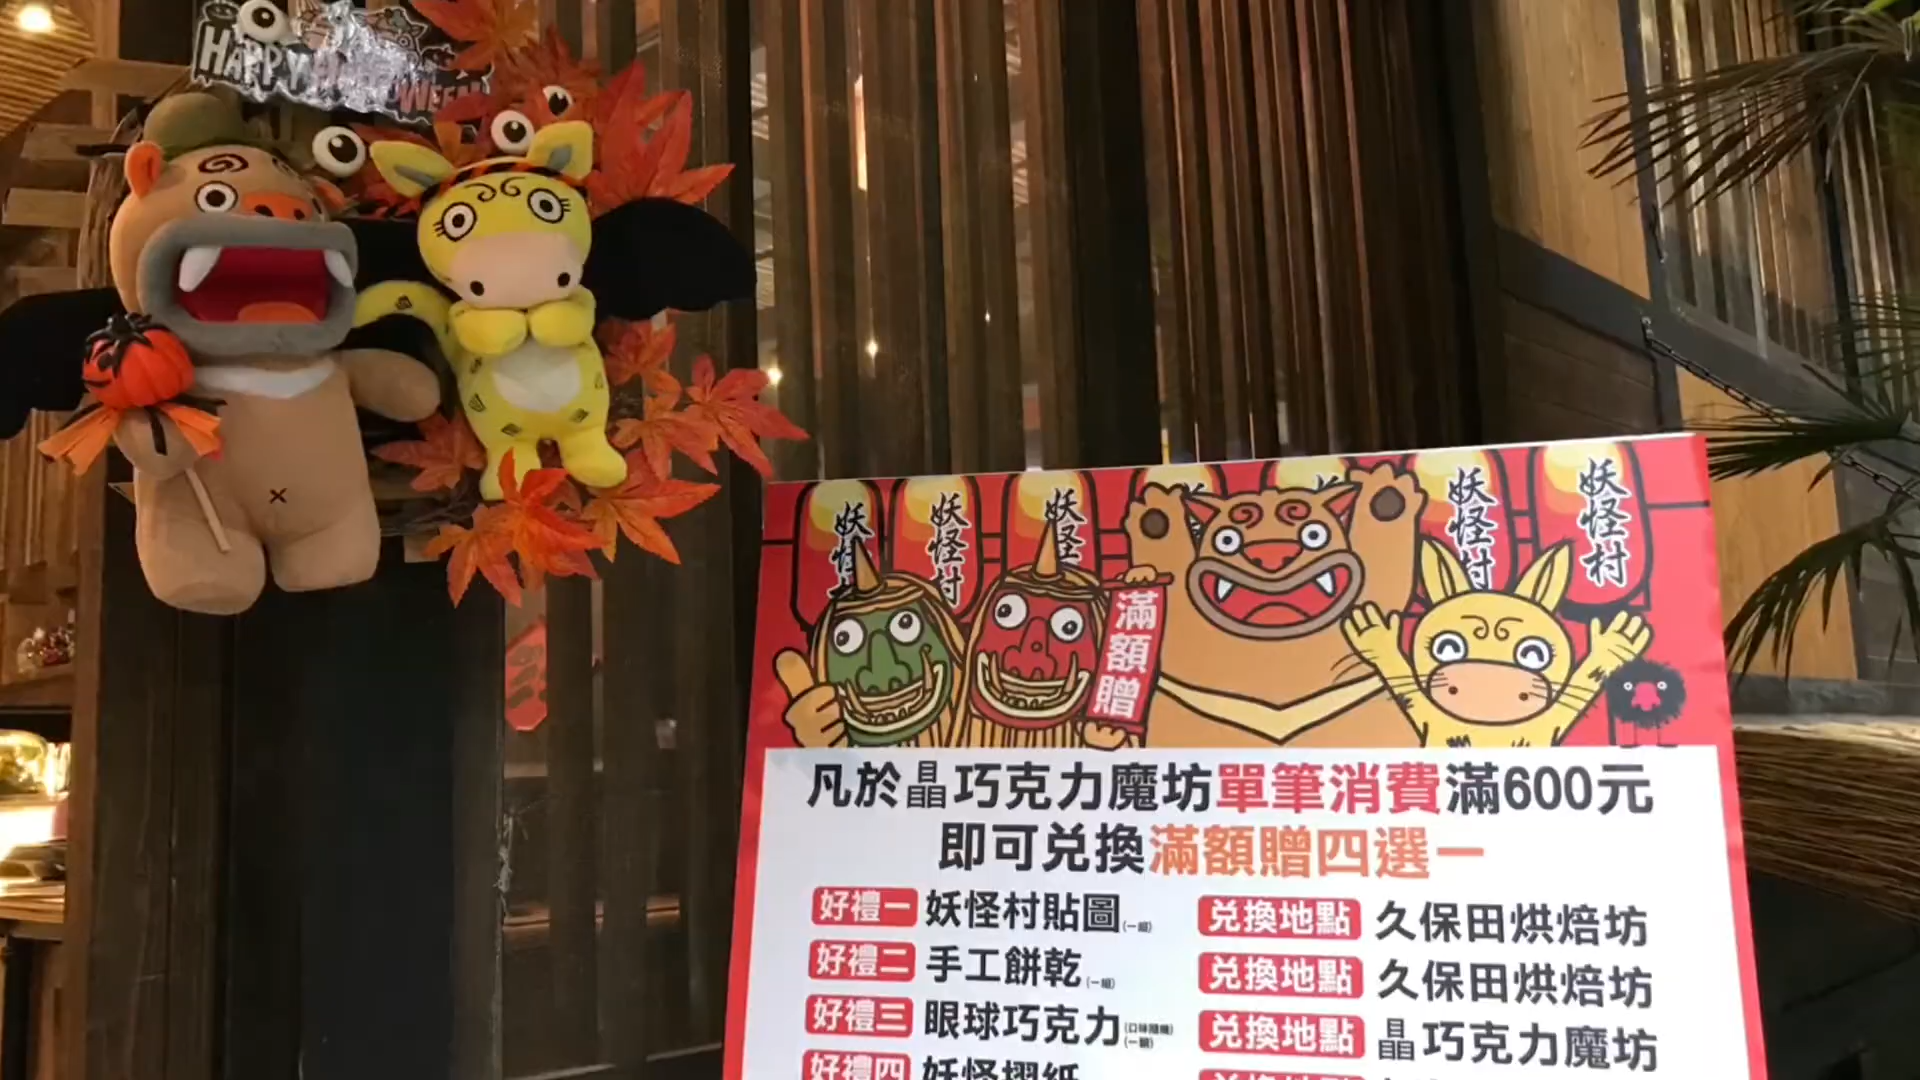 HAPPY HALLOWEEN
妖怪
妖怪村
妖怪
妖怪村
妖怪村
滿額贈
凡於晶巧克力魔坊單筆消費滿600元
即可兌換滿額贈四選一
好禮一 妖怪村貼圖(一組) 兌換地點 久保田烘焙坊
好禮二 手工餅乾(一組) 兌換地點 久保田烘焙坊
好禮三 眼球巧克力(口味隨機)(一顆) 兌換地點 晶巧克力魔坊
好禮四 妖怪摺紙